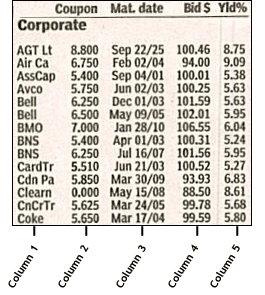 Coupon Mat. date Bid $ Yld%
Corporate
AGT Lt 8.800 Sep 22/25 100.46 8.75
Air Ca 6.750 Feb 02/04 94.00 9.09
AssCap 5.400 Sep 04/01 100.01 5.38
Avco 5.750 Jun 02/03 100.25 5.63
Bell 6.250 Dec 01/03 101.59 5.63
Bell 6.500 May 09/05 102.01 5.95
BMO 7.000 Jan 28/10 106.55 6.04
BNS 5.400 Apr 01/03 100.31 5.24
BNS 6.250 Jul 16/07 101.56 5.95
CardTr 5.510 Jun 21/03 100.52 5.27
Cdn Pa 5.850 Mar 30/09 93.93 6.83
Clearn 0.000 May 15/08 88.50 8.61
CnCrTr 5.625 Mar 24/05 99.78 5.68
Coke 5.650 Mar 17/04 99.59 5.80
Column 1 Column 2 Column 3 Column 4 Column 5